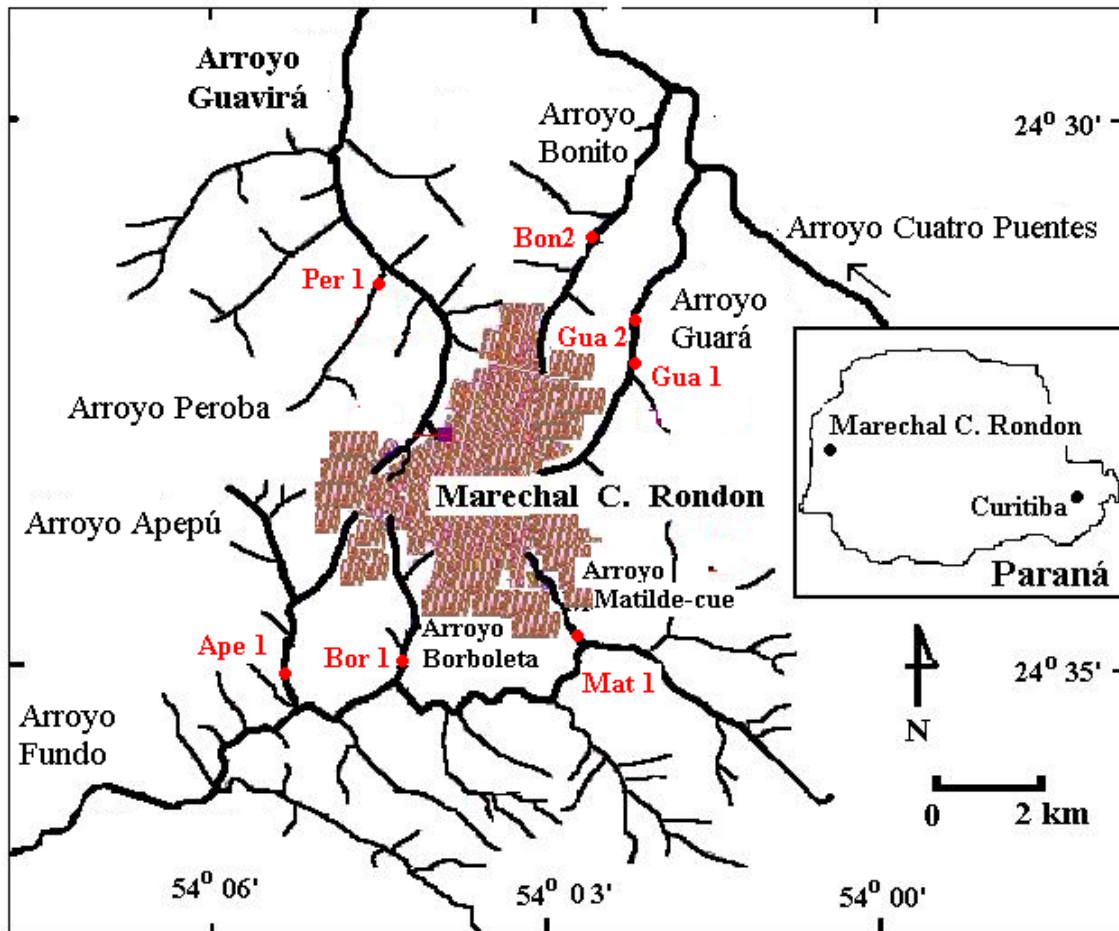 Arroyo
Guavirá
Arroyo
Bonito
24° 30'
Arroyo Cuatro Puentes
Bon2
Per 1
Arroyo
Guará
Gua 2
Gua 1
Arroyo Peroba
Marechal C. Rondon
Curitiba
Paraná
Marechal C. Rondon
Arroyo Apepú
Arroyo
Matilde-cue
Arroyo
Borboleta
Ape 1
Bor 1
Mat 1
24° 35'
Arroyo
Fundo
N
0 2 km
54° 06'
54° 03'
54° 00'